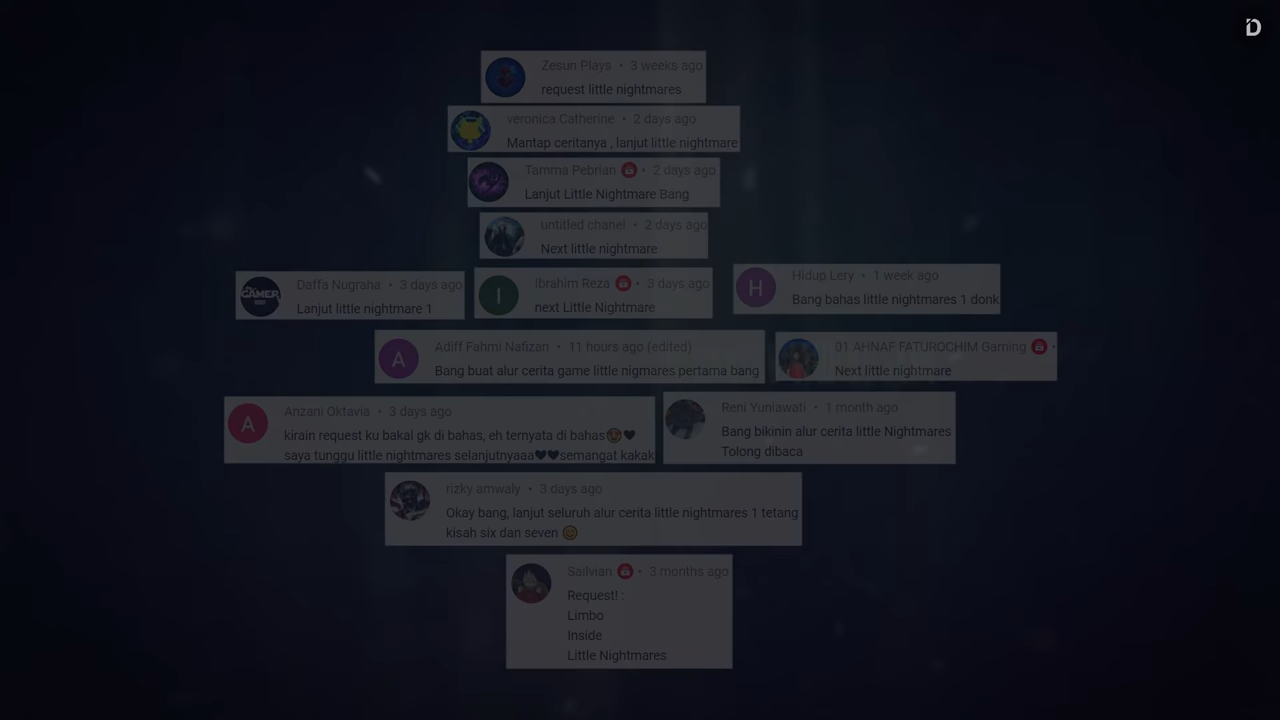 D
Zesun Plays • 3 weeks ago
request little nightmares
veronica Catherine • 2 days ago
Mantap ceritanya , lanjut little nightmare
Tamma Pebrian • 2 days ago
Lanjut Little Nightmare Bang
untitled chanel • 2 days ago
Next little nightmare
Daffa Nugraha • 3 days ago
Lanjut little nightmare 1
GAMER
I
Ibrahim Reza • 3 days ago
next Little Nightmare
H
Hidup Lery • 1 week ago
Bang bahas little nightmares 1 donk
A
Adiff Fahmi Nafizan • 11 hours ago (edited)
Bang buat alur cerita game little nigmares pertama bang
01 AHNAF FATUROCHIM Gaming •
Next little nightmare
A
Anzani Oktavia • 3 days ago
kirain request ku bakal gk di bahas, eh ternyata di bahas🥰🖤
saya tunggu little nightmares selanjutnyaaa🖤🖤semangat kakak
Reni Yuniawati • 1 month ago
Bang bikinin alur cerita little Nightmares
Tolong dibaca
rizky amwaly • 3 days ago
Okay bang, lanjut seluruh alur cerita little nightmares 1 tetang
kisah six dan seven 😊
Sailvian • 3 months ago
Request! :
Limbo
Inside
Little Nightmares